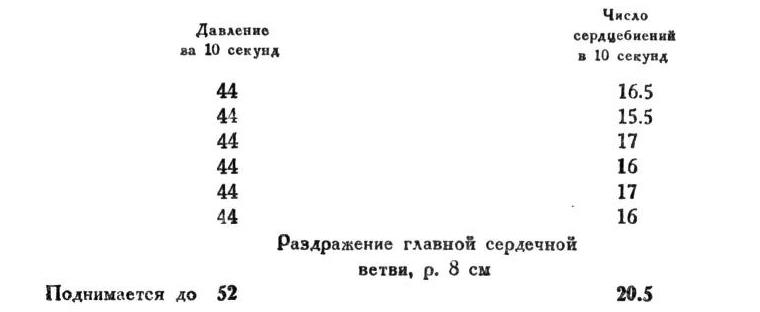 Давление за 10 секунд
Число сердцебиений в 10 секунд
44 16.5
44 15.5
44 17
44 16
44 17
44 16
Раздражение главной сердечной
ветви, р. 8 см
Поднимается до 52 20.5